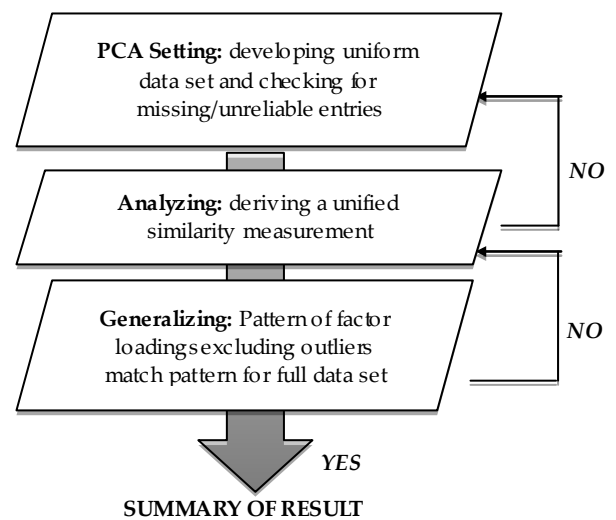 PCA Setting: developing uniform
data set and checking for
missing/unreliable entries
NO
Analyzing: deriving a unified
similarity measurement
Generalizing: Pattern of factor
loadings excluding outliers
match pattern for full data set
NO
YES
SUMMARY OF RESULT